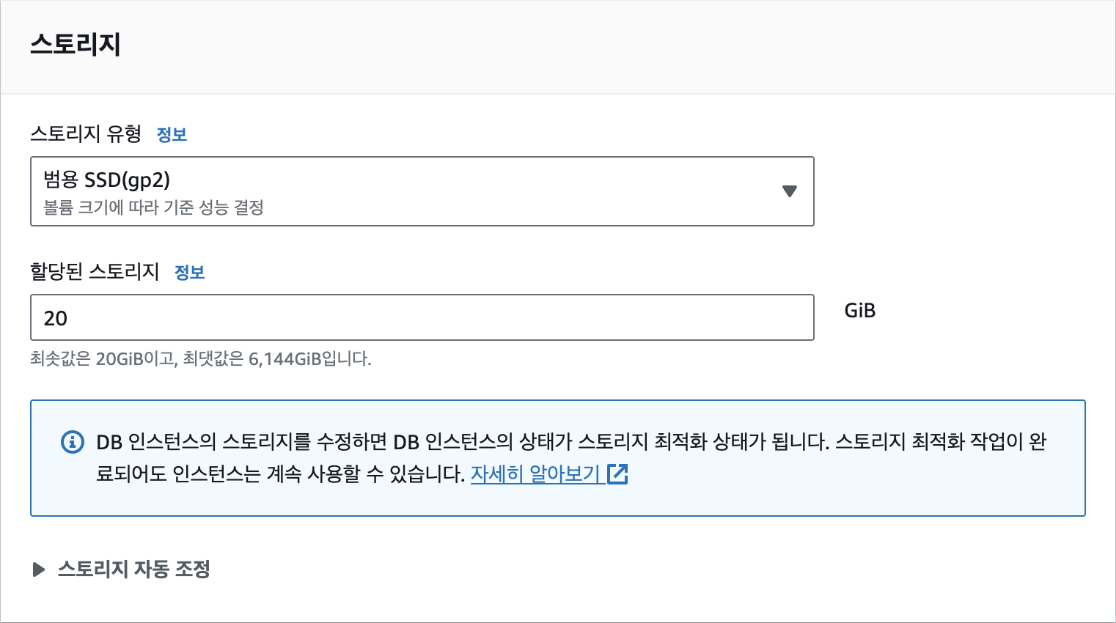 스토리지
스토리지 유형 정보
범용 SSD(gp2)
볼륨 크기에 따라 기준 성능 결정
할당된 스토리지 정보
20 GiB
최솟값은 20GiB이고, 최댓값은 6,144GiB입니다.
DB 인스턴스의 스토리지를 수정하면 DB 인스턴스의 상태가 스토리지 최적화 상태가 됩니다. 스토리지 최적화 작업이 완
료되어도 인스턴스는 계속 사용할 수 있습니다. 자세히 알아보기
스토리지 자동 조정